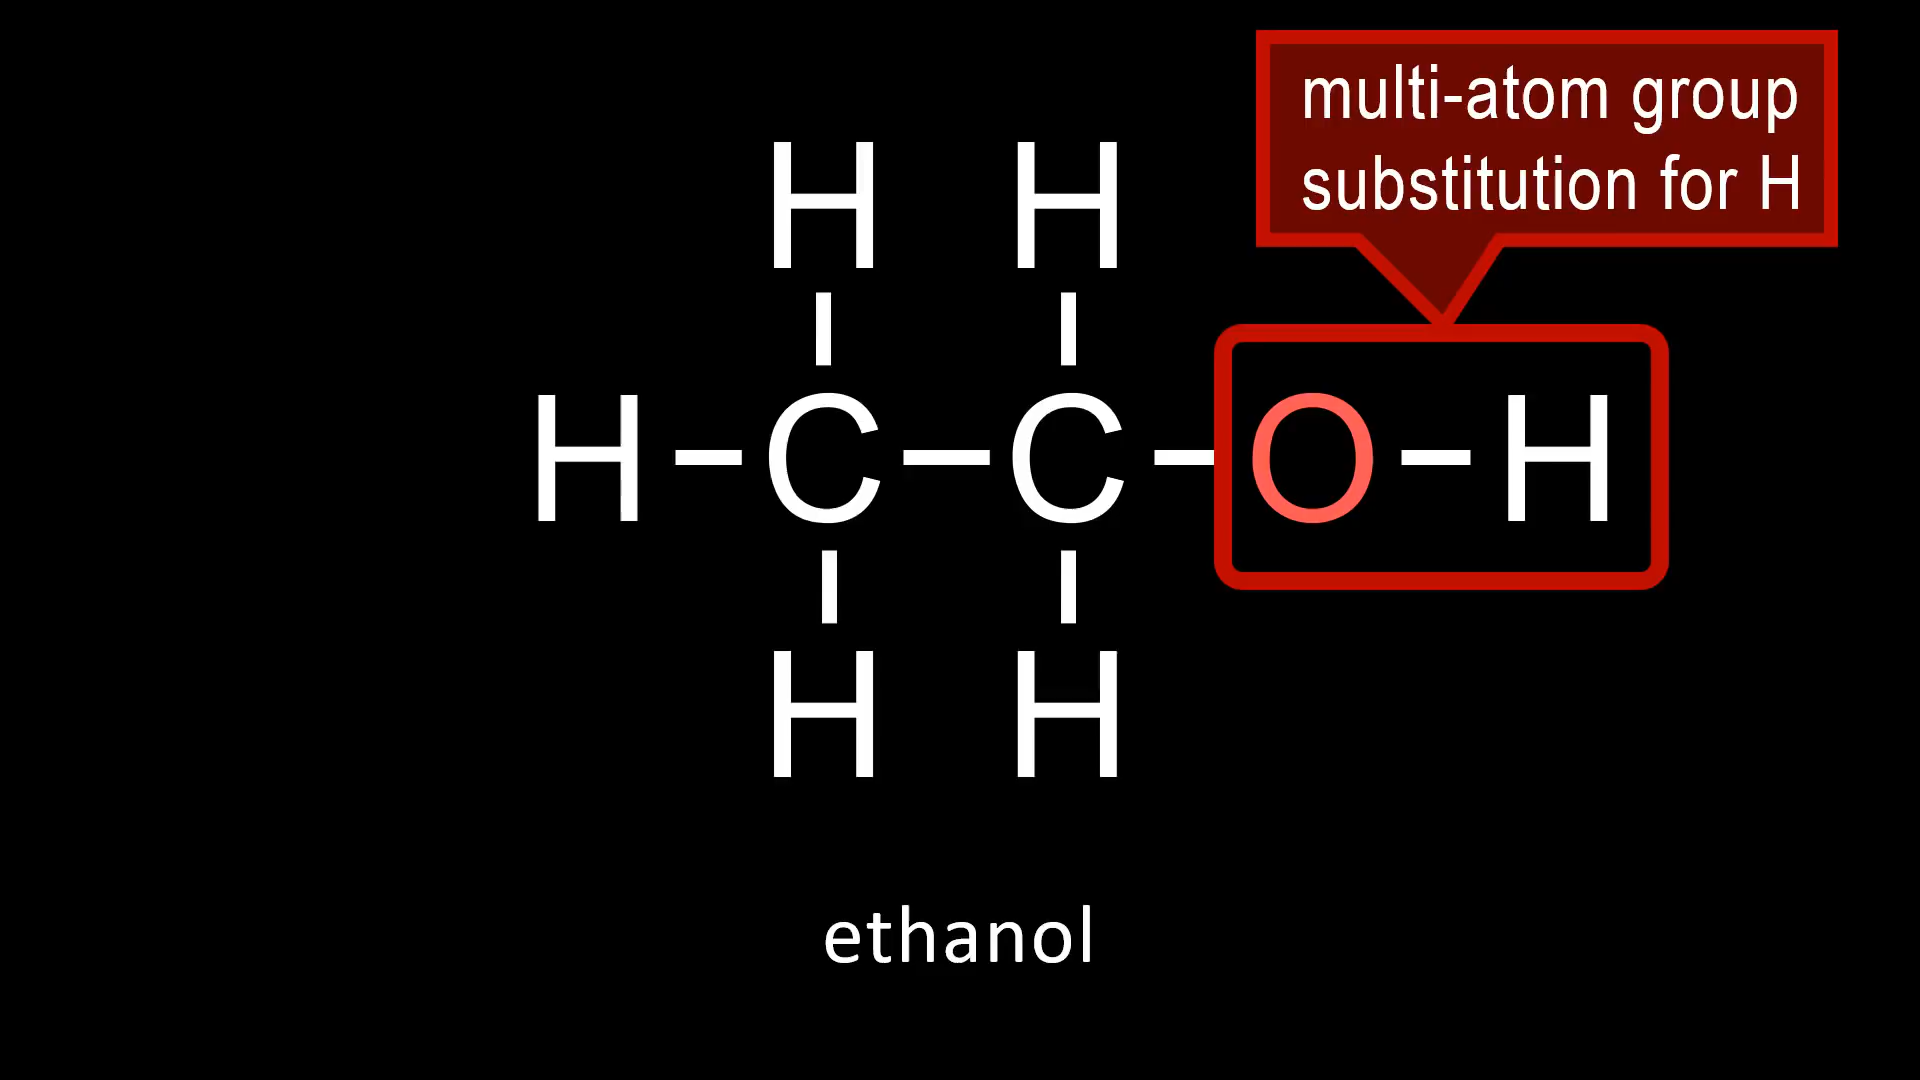 multi-atom group
substitution for H
H H
H – C – C – O – H
H H
ethanol